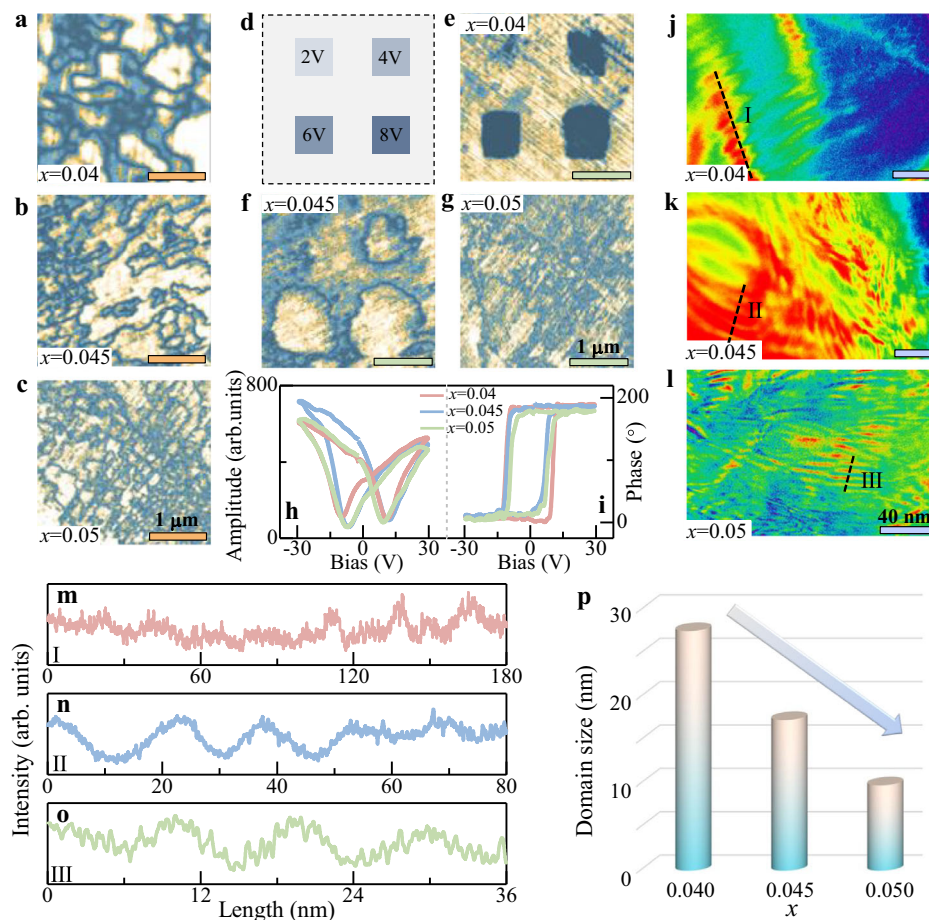 a
x=0.04
b
x=0.045
c
1 μm
x=0.05
d
2V
4V
6V
8V
e
x=0.04
f
x=0.045
g
x=0.05
1 μm
h
800
0
Amplitude (arb.units)
-30
0
30
Bias (V)
x=0.04
x=0.045
x=0.05
i
200
0
Phase (°)
-30
0
30
Bias (V)
j
I
x=0.04
k
II
x=0.045
l
III
40 nm
x=0.05
Intensity (arb. units)
m
I
0
60
120
180
n
II
0
20
40
60
80
o
III
0
12
24
36
Length (nm)
p
30
20
10
0
Domain size (nm)
0.040
0.045
0.050
x